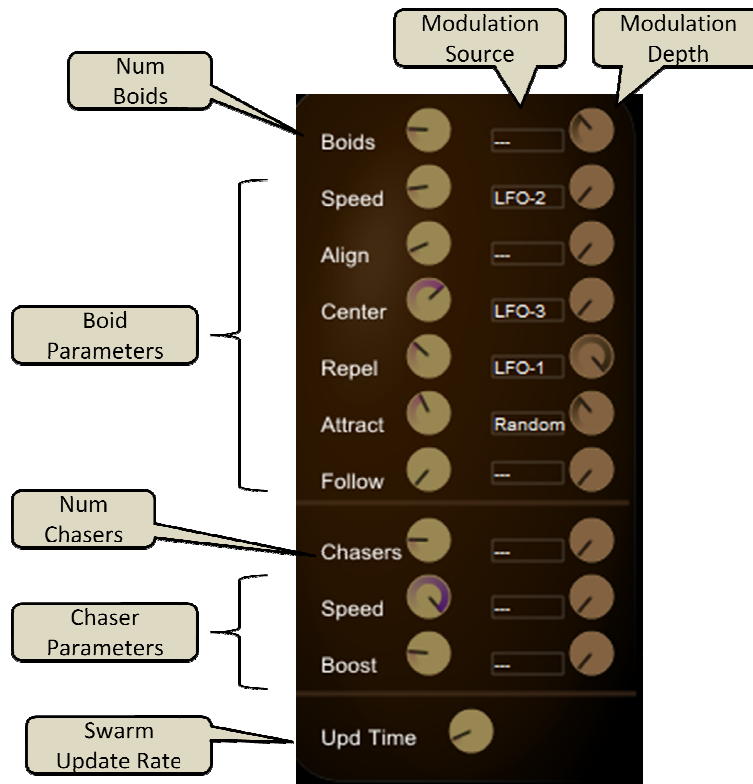 Modulation
Source
Modulation
Depth
Num
Boids
Boids
---
Speed
LFO-2
Align
---
Center
LFO-3
Boid
Parameters
Repel
LFO-1
Attract
Random
Follow
---
Num
Chasers
Chasers
---
Speed
---
Chaser
Parameters
Boost
---
Swarm
Update Rate
Upd Time